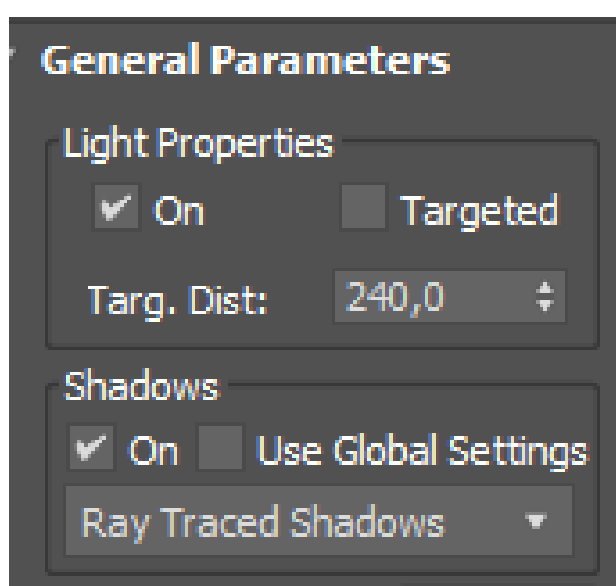 General Parameters
Light Properties
On Targeted
Targ. Dist: 240,0
Shadows
On Use Global Settings
Ray Traced Shadows